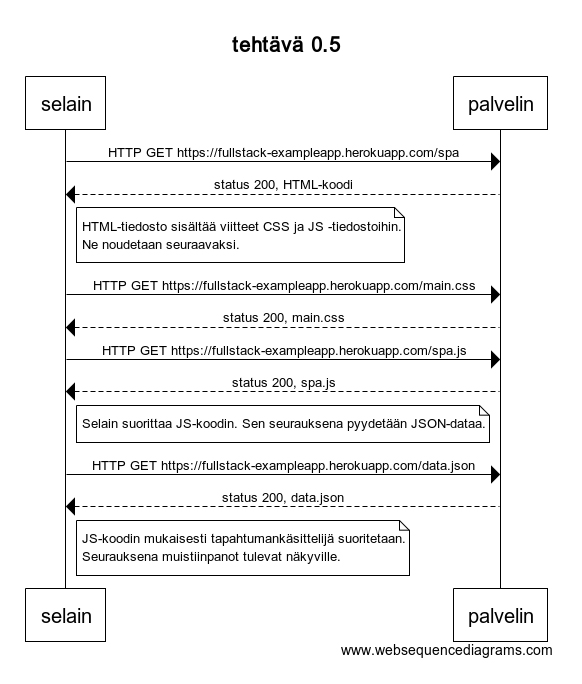 tehtävä 0.5
selain
palvelin
HTTP GET https://fullstack-exampleapp.herokuapp.com/spa
status 200, HTML-koodi
HTML-tiedosto sisältää viitteet CSS ja JS -tiedostoihin.
Ne noudetaan seuraavaksi.
HTTP GET https://fullstack-exampleapp.herokuapp.com/main.css
status 200, main.css
HTTP GET https://fullstack-exampleapp.herokuapp.com/spa.js
status 200, spa.js
Selain suorittaa JS-koodin. Sen seurauksena pyydetään JSON-dataa.
HTTP GET https://fullstack-exampleapp.herokuapp.com/data.json
status 200, data.json
JS-koodin mukaisesti tapahtumankäsittelijä suoritetaan.
Seurauksena muistiinpanot tulevat näkyville.
selain
palvelin
www.websequencediagrams.com